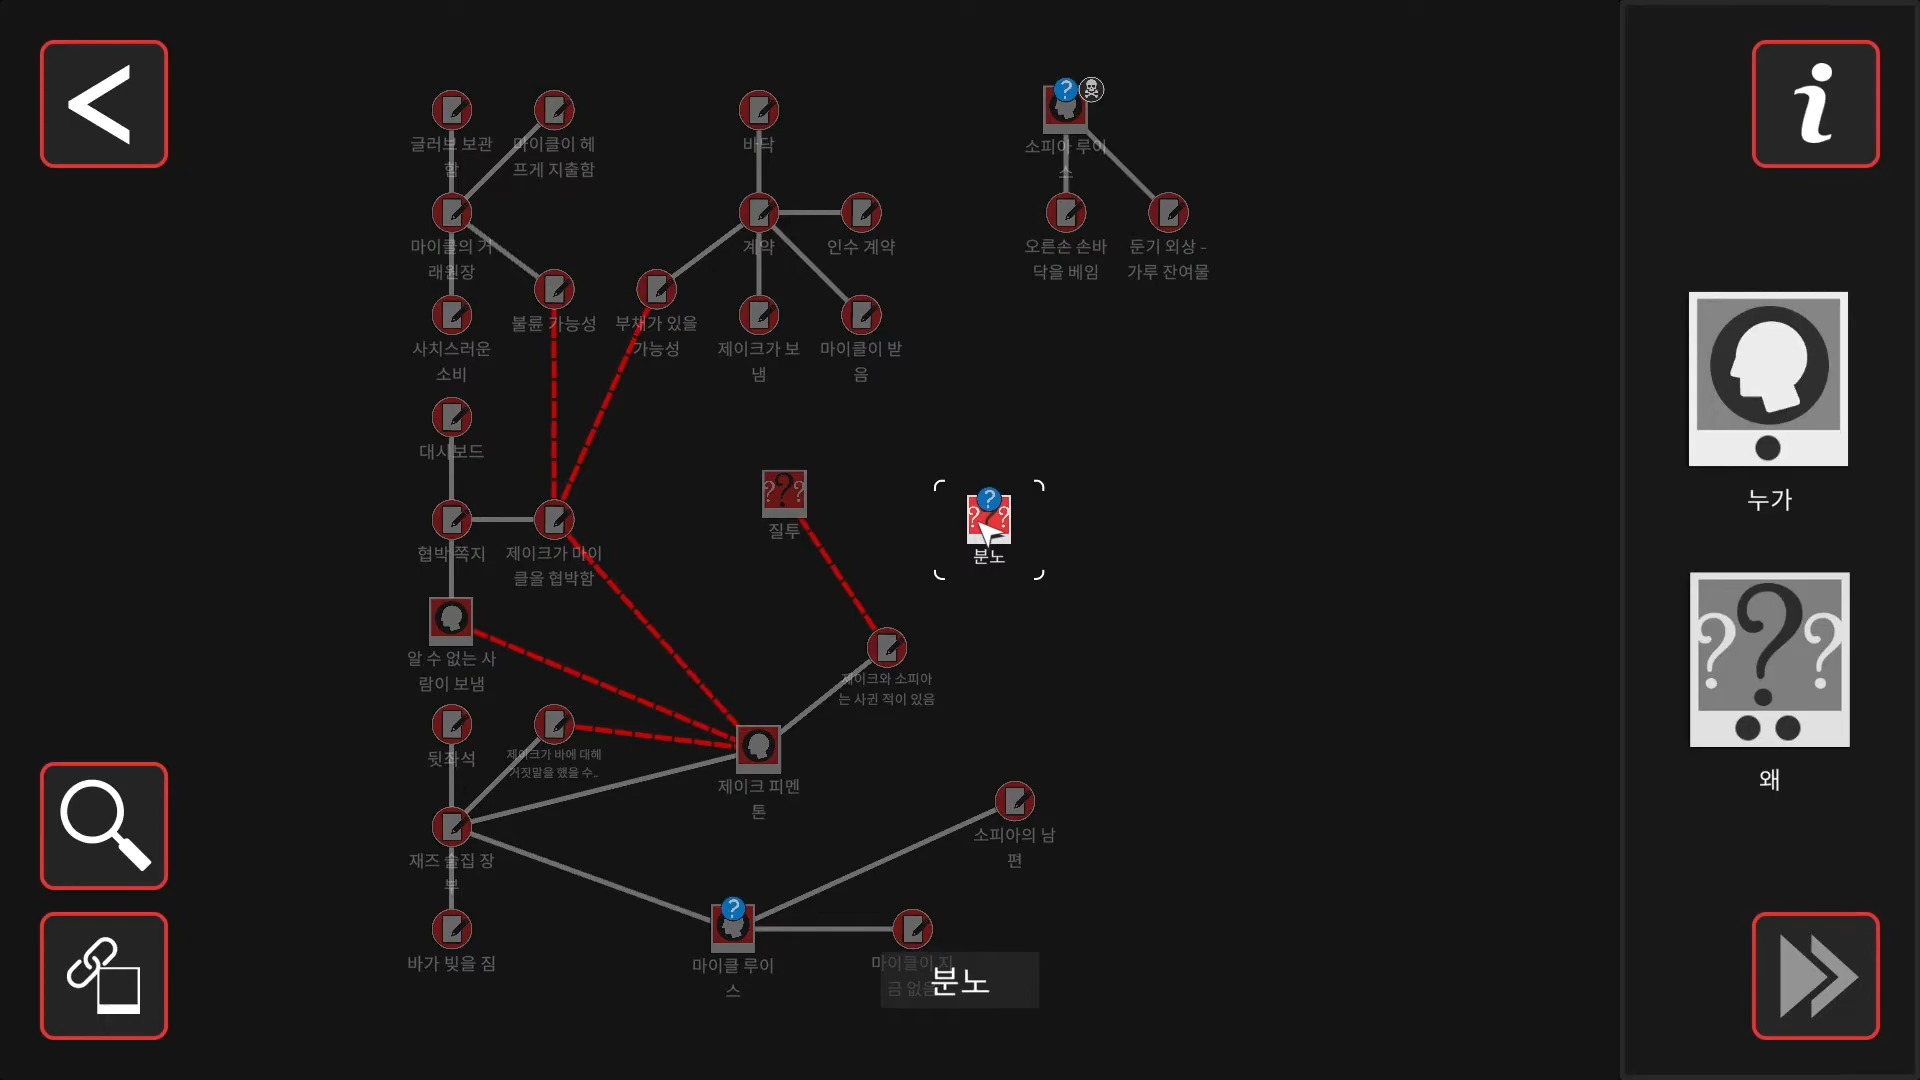 글러브 보관
함
마이클이 헤
프게 지출함
바닥
소피아 루이
스
마이클의 거
래원장
계약
인수 계약
오른손 손바
닥을 베임
둔기 외상 -
가루 잔여물
불륜 가능성
부채가 있을
가능성
사치스러운
소비
제이크가 보
냄
마이클이 받
음
대시보드
질투
분노
협박 쪽지
제이크가 마이
클을 협박함
알 수 없는 사
람이 보냄
제이크와 소피아
는 사귄 적이 있음
뒷좌석
제이크가 바에 대해
거짓말을 했을 수...
제이크 피멘
톤
소피아의 남
편
재즈 술집 장
부
바가 빚을 짐
마이클 루이
스
마이클이 지
금 없음
분노
누가
왜